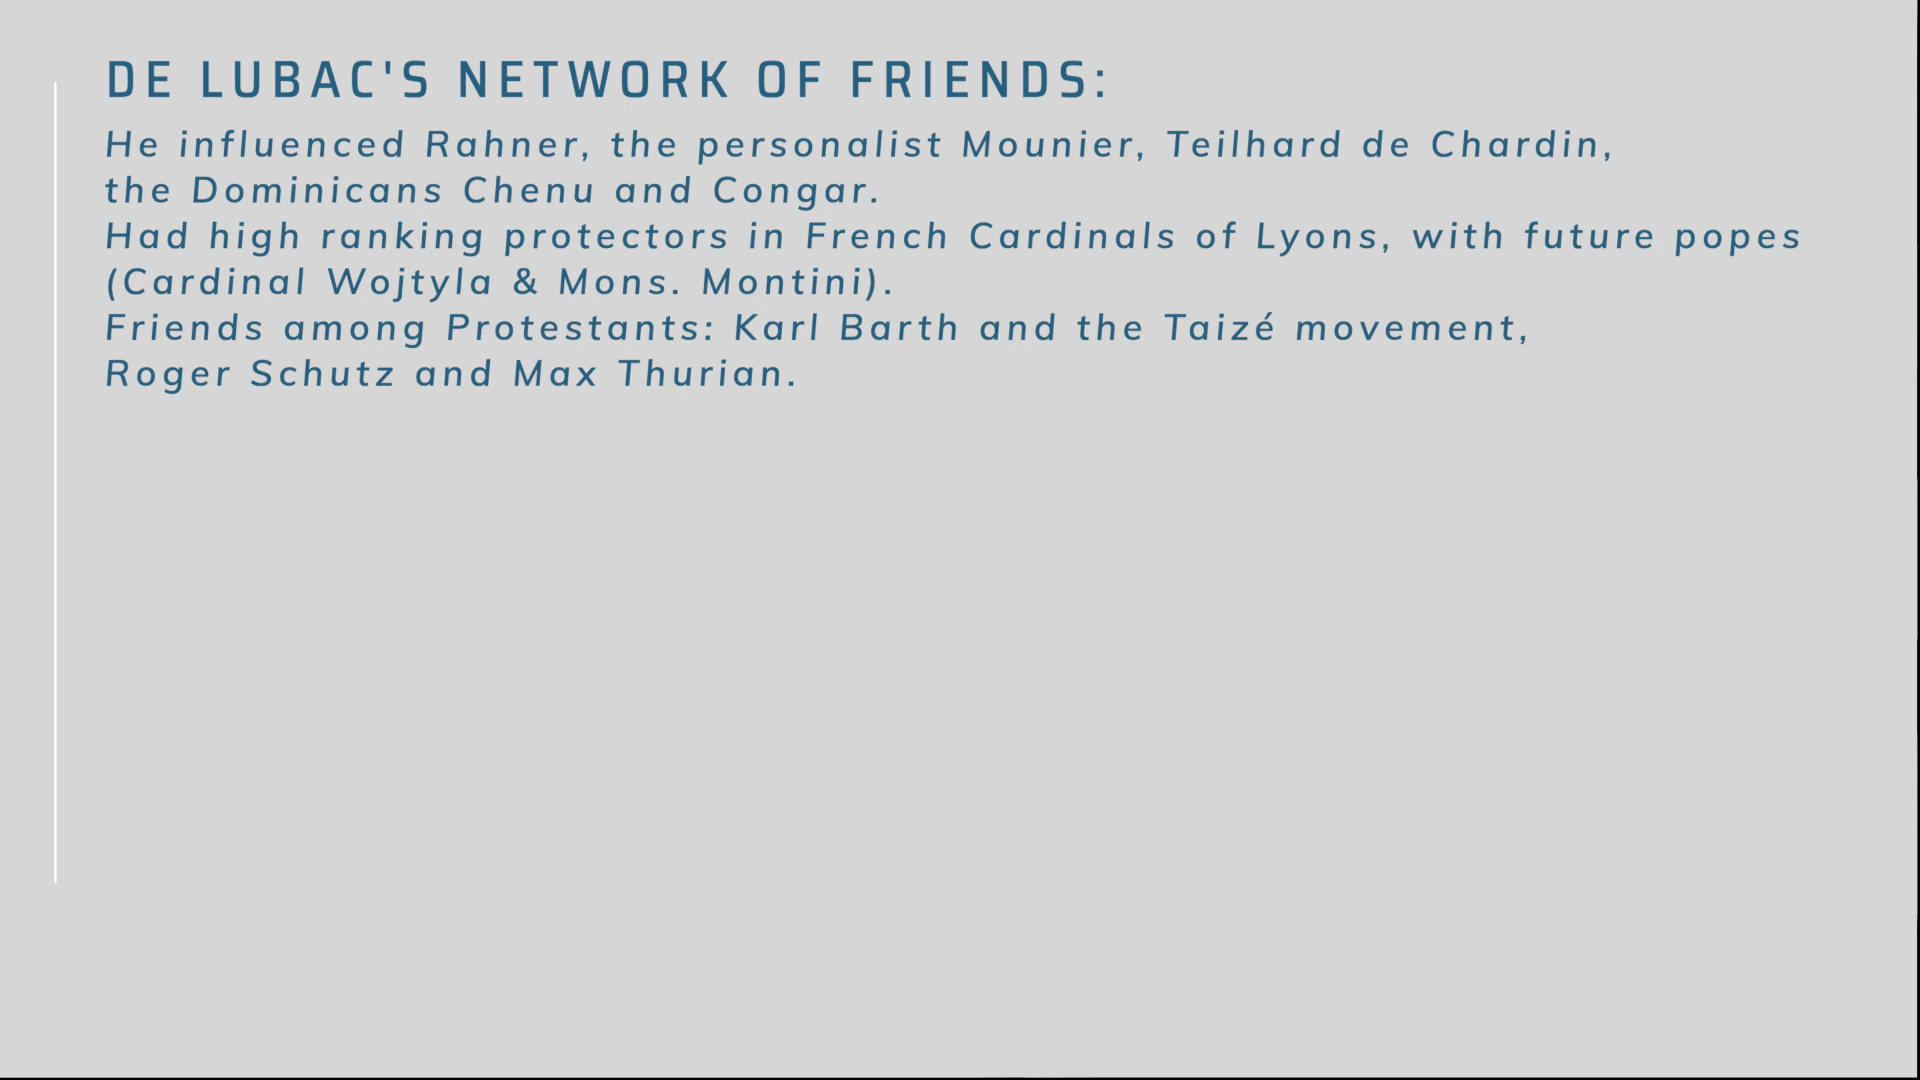 DE LUBAC'S NETWORK OF FRIENDS:
He influenced Rahner, the personalist Mounier, Teilhard de Chardin,
the Dominicans Chenu and Congar.
Had high ranking protectors in French Cardinals of Lyons, with future popes
(Cardinal Wojtyla & Mons. Montini).
Friends among Protestants: Karl Barth and the Taizé movement,
Roger Schutz and Max Thurian.